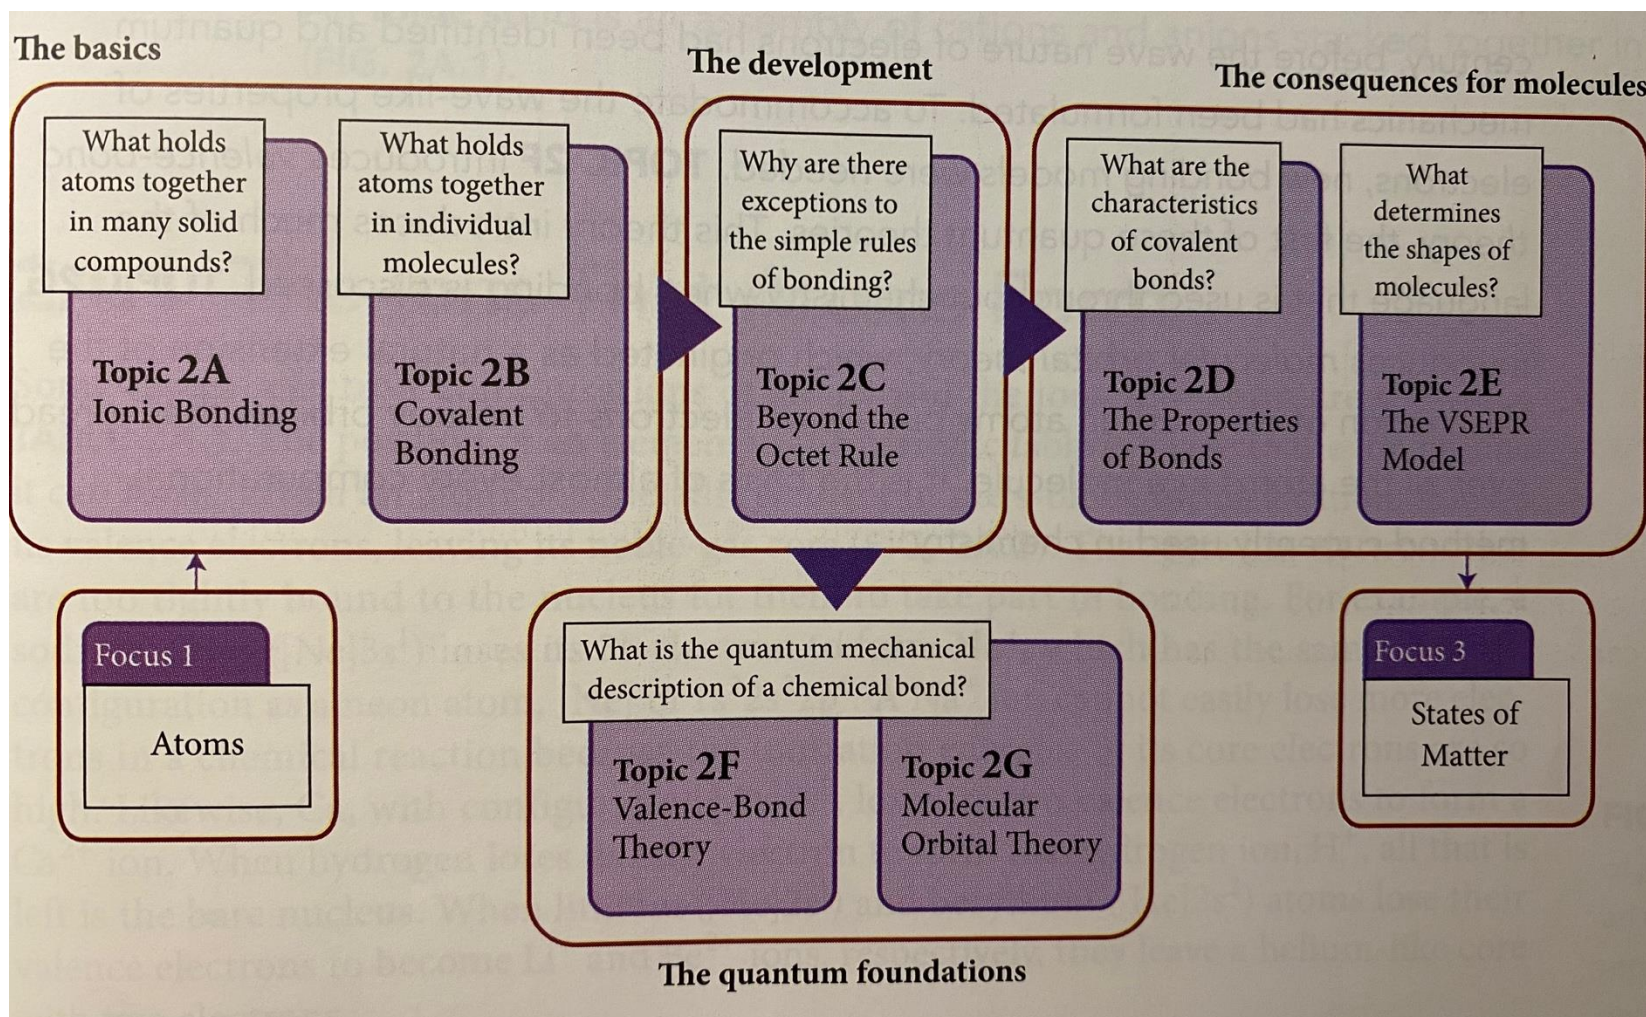 The basics
What holds
atoms together
in many solid
compounds?
Topic 2A
Ionic Bonding
What holds
atoms together
in individual
molecules?
Topic 2B
Covalent
Bonding
The development
Why are there
exceptions to
the simple rules
of bonding?
Topic 2C
Beyond the
Octet Rule
The consequences for molecules
What are the
characteristics
of covalent
bonds?
Topic 2D
The Properties
of Bonds
What
determines
the shapes of
molecules?
Topic 2E
The VSEPR
Model
Focus 1
Atoms
What is the quantum mechanical
description of a chemical bond?
Topic 2F
Valence-Bond
Theory
Topic 2G
Molecular
Orbital Theory
The quantum foundations
Focus 3
States of
Matter